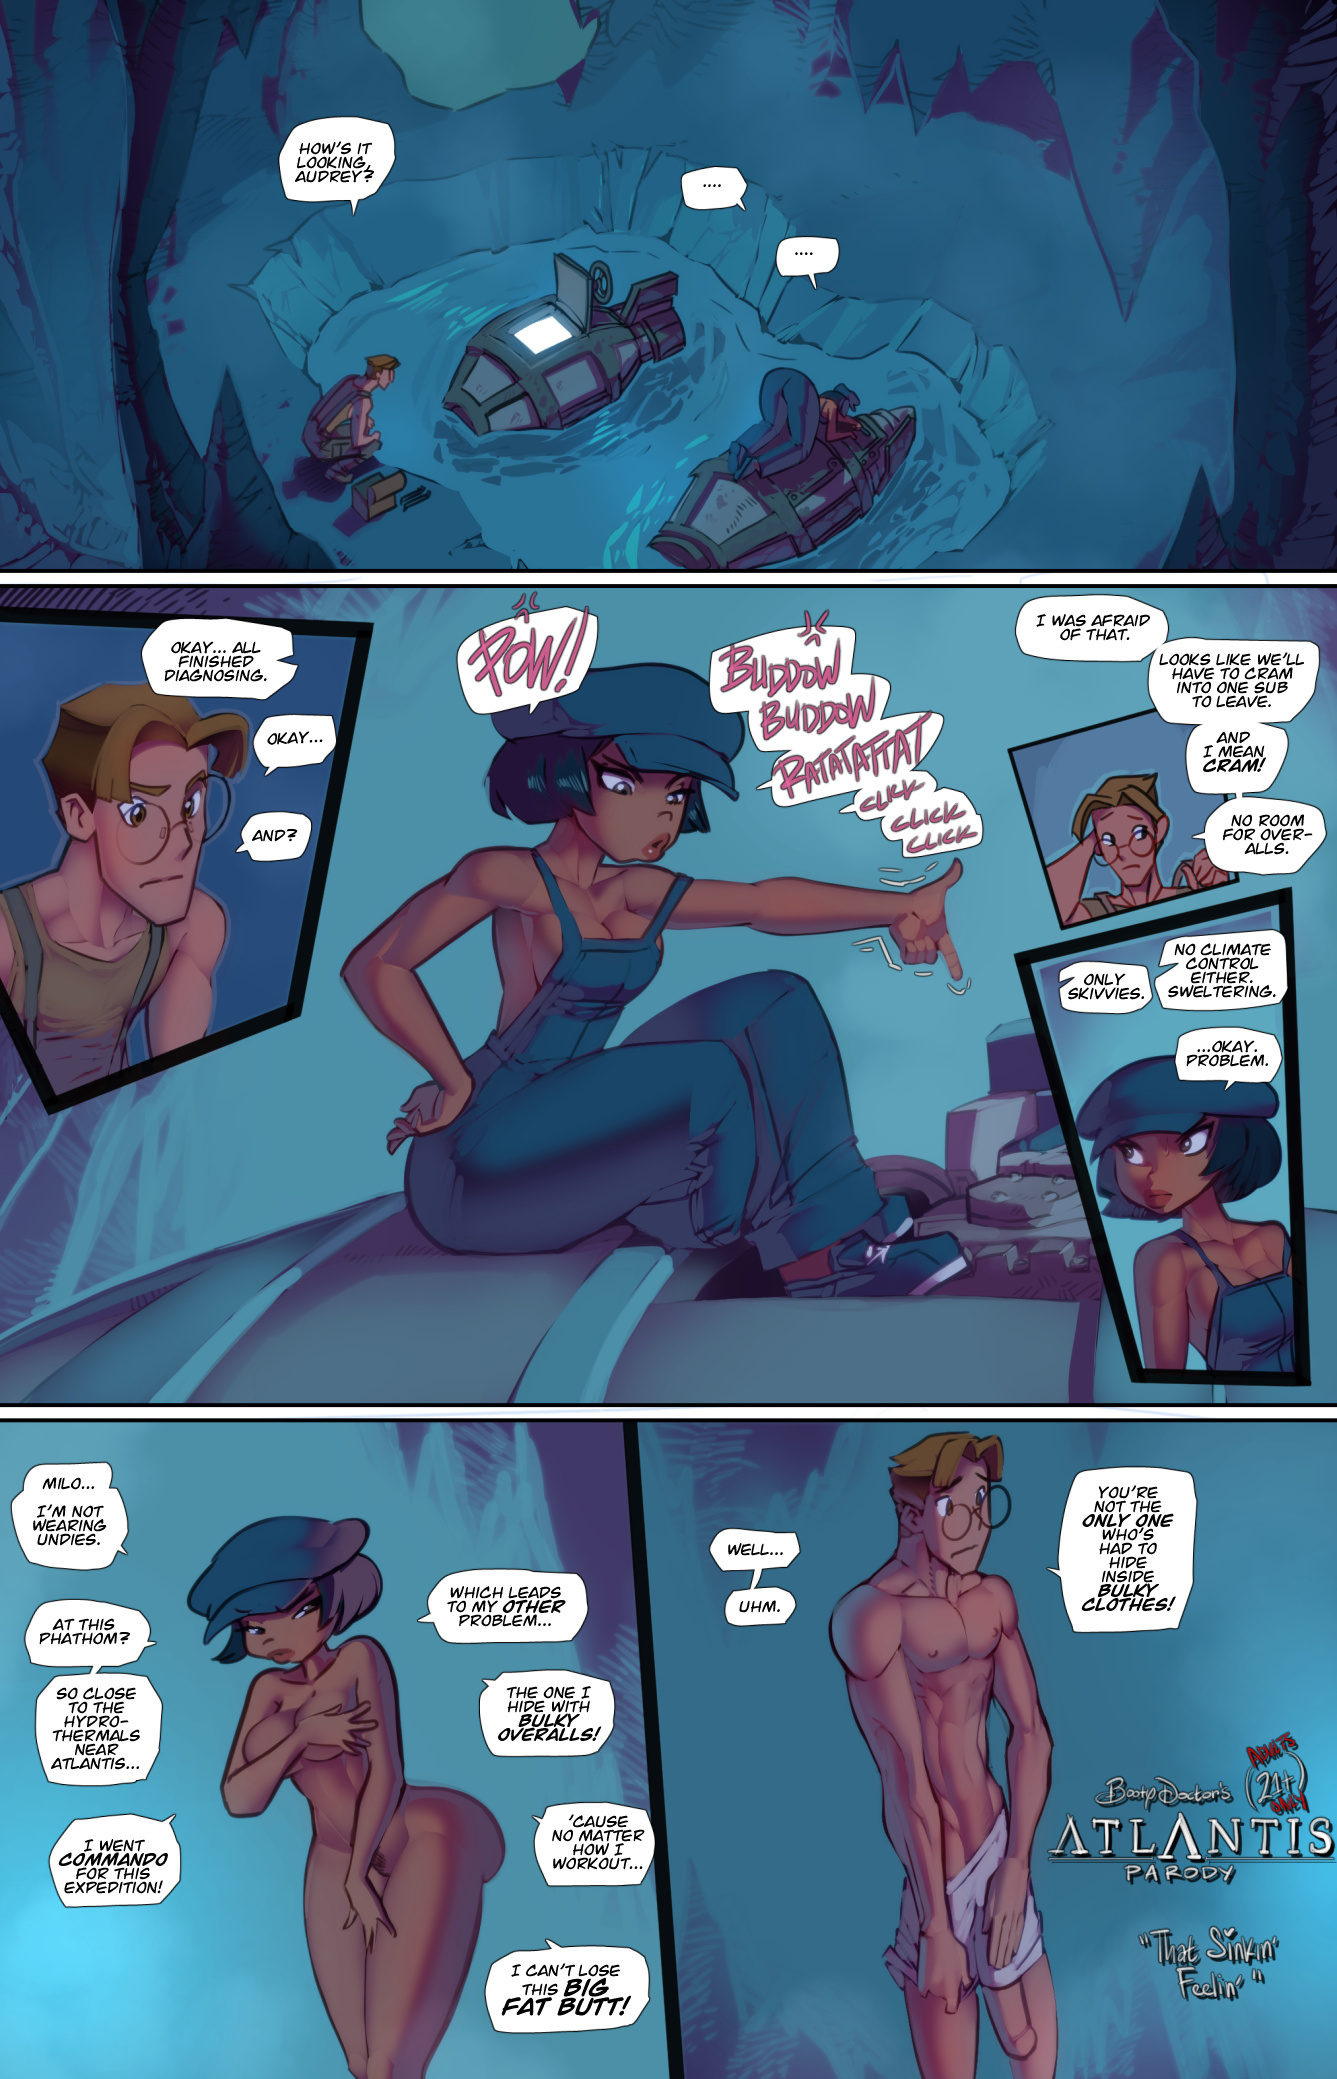 HOW'S IT
LOOKING,
AUDREY?
....
....
OKAY... ALL
FINISHED
DIAGNOSING.
OKAY...
AND?
POW!
BUDDOW
BUDDOW
RATATATTAT
CLICK
CLICK
CLICK
I WAS AFRAID
OF THAT.
LOOKS LIKE WE'LL
HAVE TO CRAM
INTO ONE SUB
TO LEAVE.
AND
I MEAN
CRAM!
NO ROOM
FOR OVER-
ALLS.
NO CLIMATE
CONTROL
EITHER.
SWELTERING.
ONLY
SKIVVIES.
...OKAY.
PROBLEM.
MILO...
I'M NOT
WEARING
UNDIES.
AT THIS
PHATHOM?
SO CLOSE
TO THE
HYDRO-
THERMALS
NEAR
ATLANTIS...
I WENT
COMMANDO
FOR THIS
EXPEDITION!
WHICH LEADS
TO MY OTHER
PROBLEM...
THE ONE I
HIDE WITH
BULKY
OVERALLS!
'CAUSE
NO MATTER
HOW I
WORKOUT...
I CAN'T LOSE
THIS BIG
FAT BUTT!
WELL...
UHM.
YOU'RE
NOT THE
ONLY ONE
WHO'S
HAD TO
HIDE
INSIDE
BULKY
CLOTHES!
ADULTS
(21+)
ONLY
Booty Doctor's
ATLANTIS
PARODY
"That Sinkin'
Feelin'"